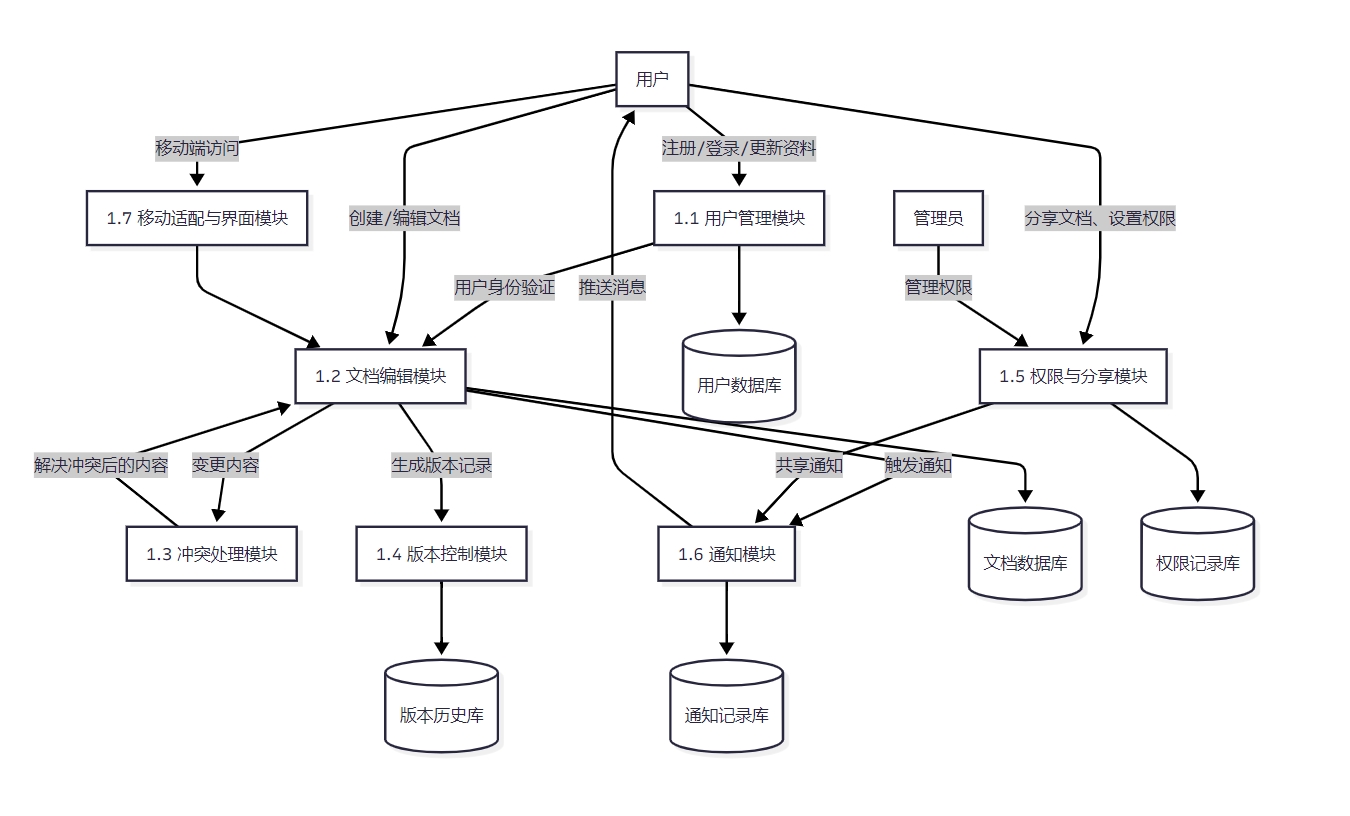 用户
移动端访问
注册/登录/更新资料
1.7 移动适配与界面模块
创建/编辑文档
1.1 用户管理模块
管理员
分享文档、设置权限
用户身份验证
推送消息
管理权限
1.2 文档编辑模块
用户数据库
1.5 权限与分享模块
解决冲突后的内容
变更内容
生成版本记录
共享通知
触发通知
1.3 冲突处理模块
1.4 版本控制模块
1.6 通知模块
文档数据库
权限记录库
版本历史库
通知记录库